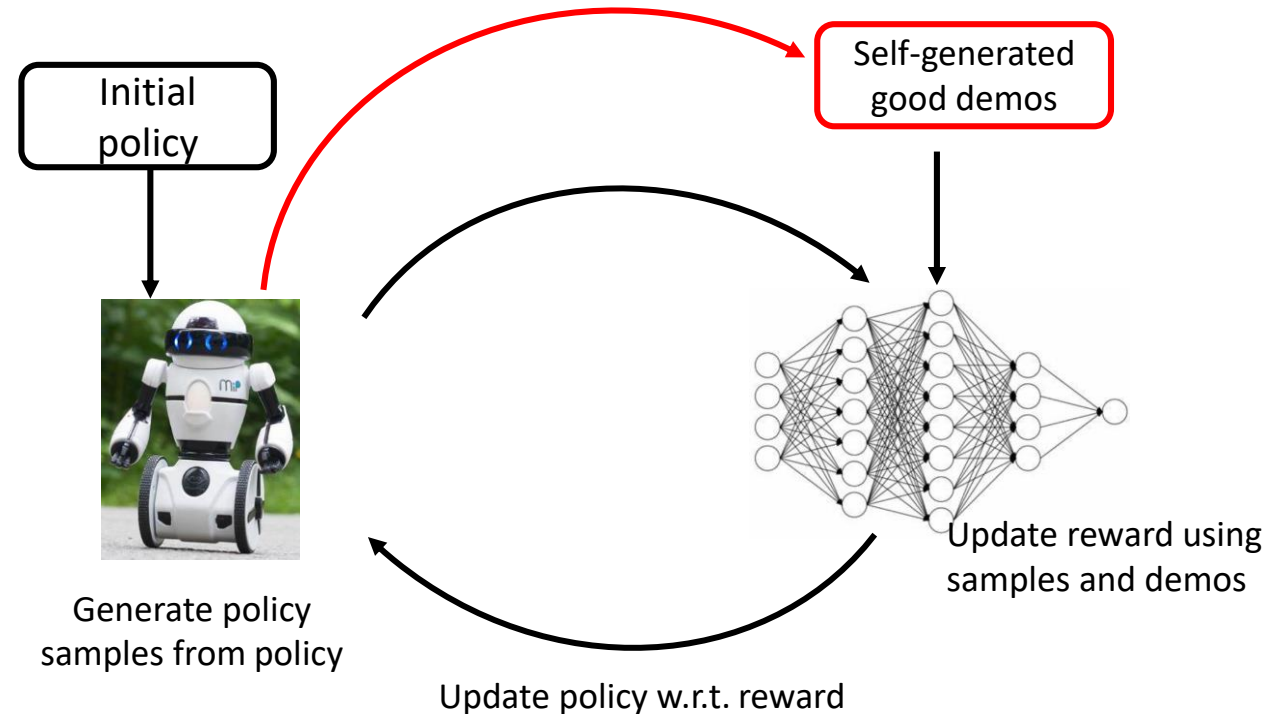 Self-generated
good demos
Initial
policy
MiP
Update reward using
samples and demos
Generate policy
samples from policy
Update policy w.r.t. reward